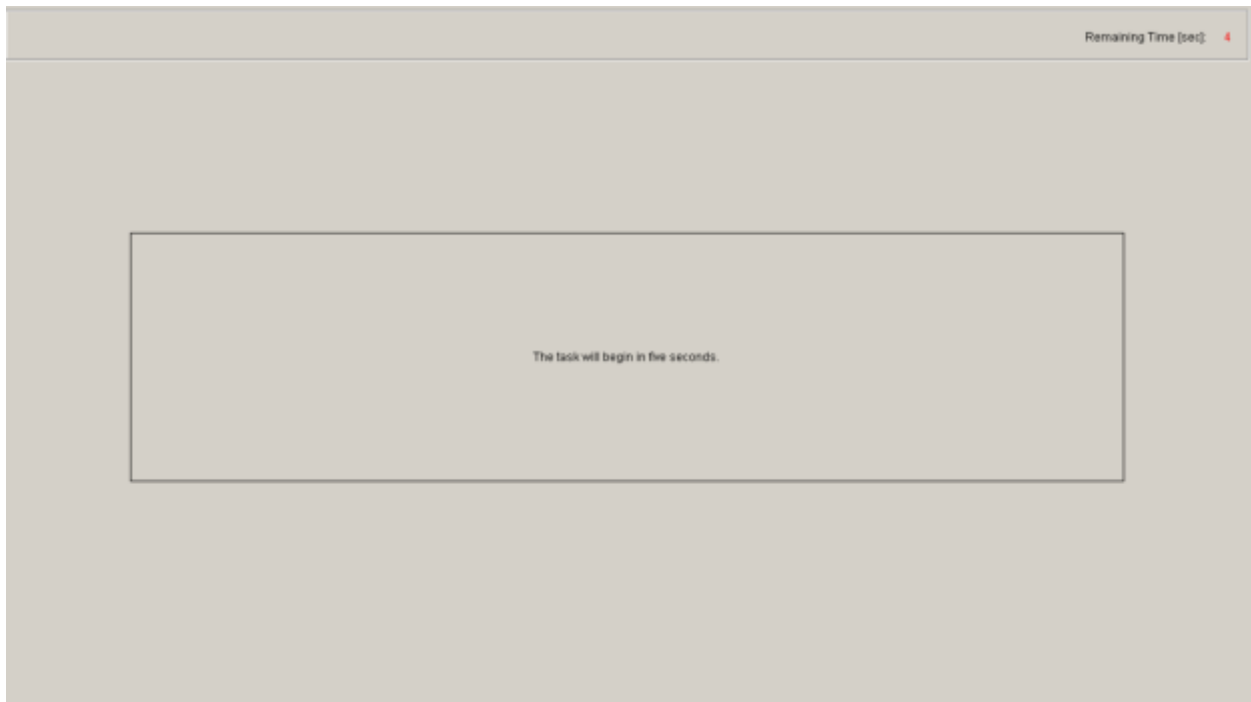 Remaining Time [sec]: 4
The task will begin in five seconds.